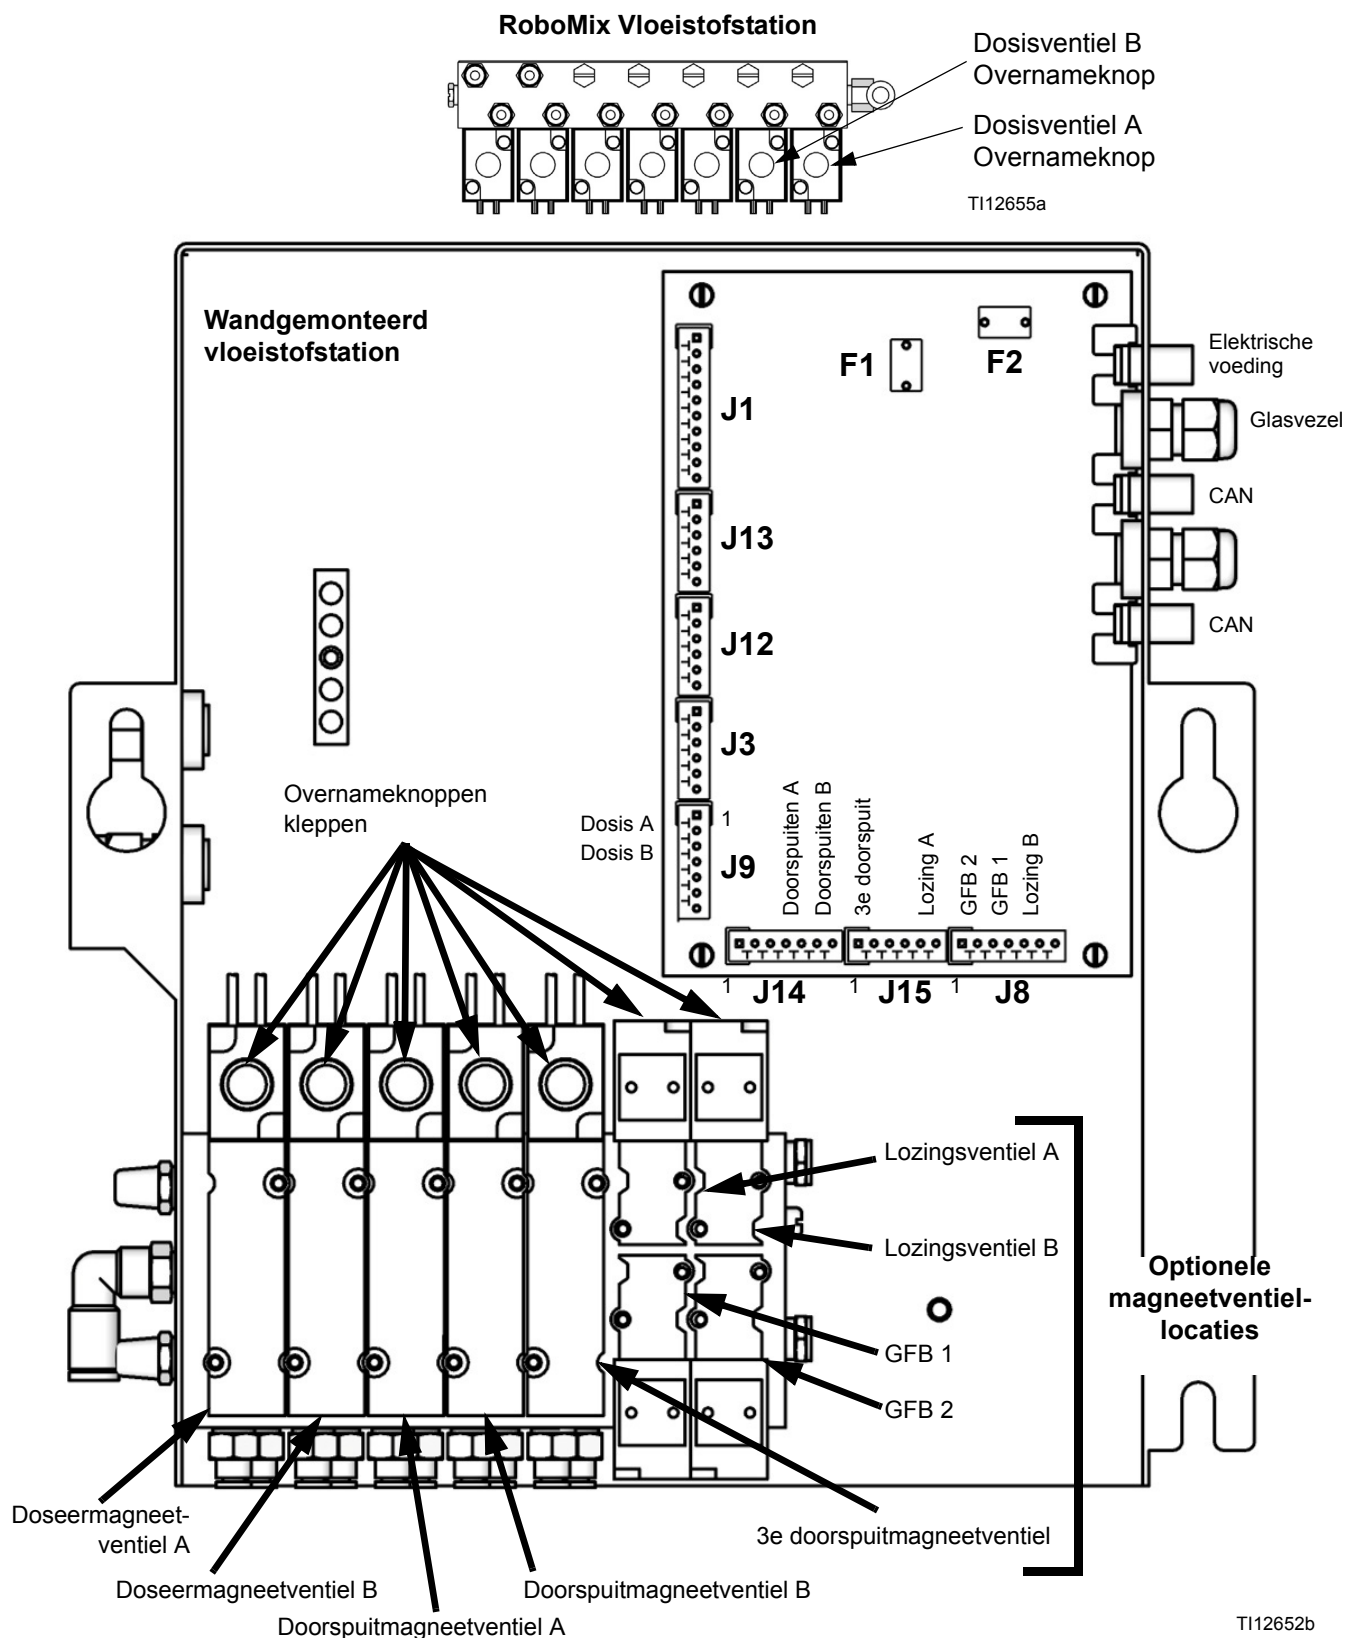 RoboMix Vloeistofstation
Dosisventiel B
Overnameknop
Dosisventiel A
Overnameknop
TI12655a
Wandgemonteerd
vloeistofstation
F1
F2
Elektrische
voeding
Glasvezel
CAN
CAN
J1
J13
J12
J3
J9
Dosis A
Dosis B
1
Doorspuiten A
Doorspuiten B
3e doorspuit
Lozing A
GFB 2
GFB 1
Lozing B
1
J14
1
J15
1
J8
Overnameknoppen
kleppen
Lozingsventiel A
Lozingsventiel B
GFB 1
GFB 2
Optionele
magneetventiel-
locaties
3e doorspuitmagneetventiel
Doseermagneet-
ventiel A
Doseermagneetventiel B
Doorspuitmagneetventiel B
Doorspuitmagneetventiel A
TI12652b